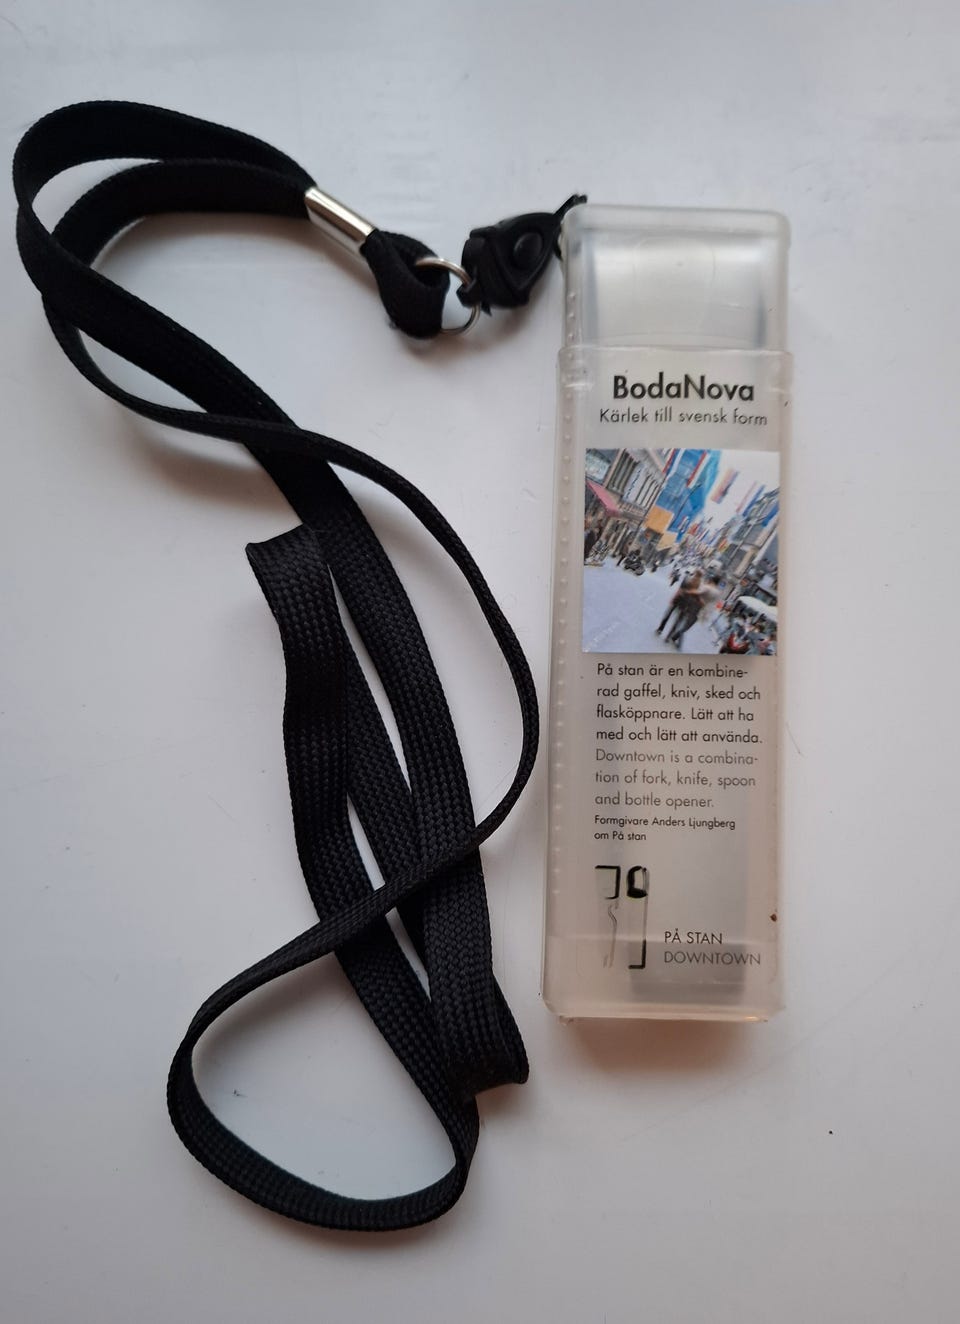 BodaNova
Kärlek till svensk form
På stan är en kombine-
rad gaffel, kniv, sked och
flasköppnare. Lätt att ha
med och lätt att använda.
Downtown is a combina-
tion of fork, knife, spoon
and bottle opener.
Formgivare Anders Ljungberg
om På stan
PÅ STAN
DOWNTOWN